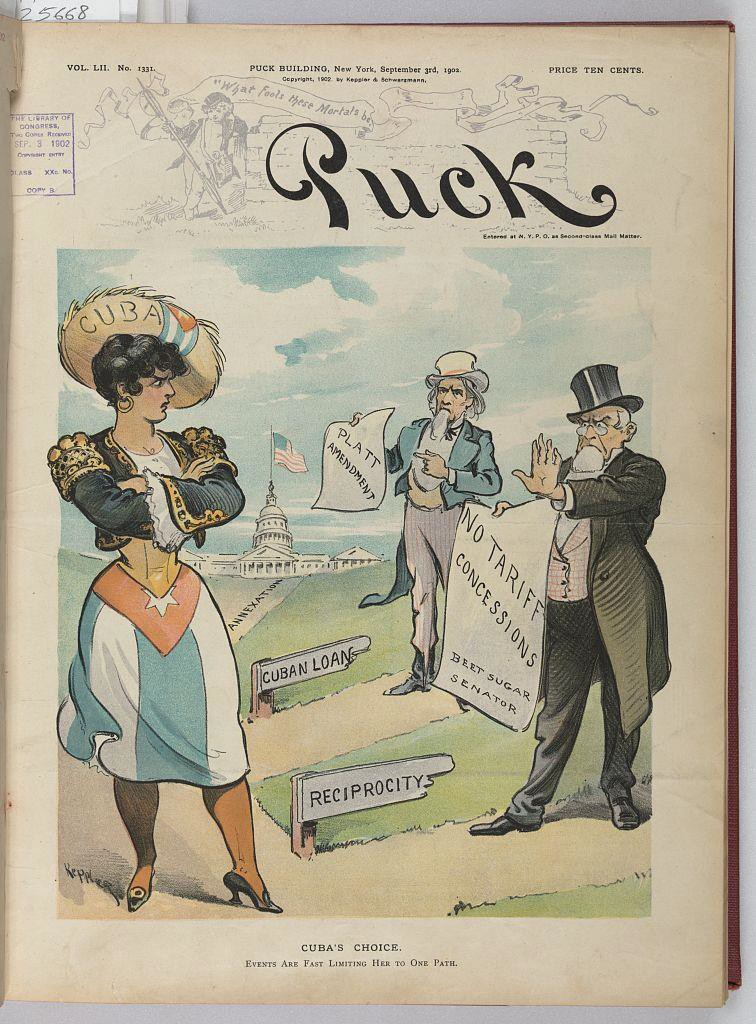 25668
VOL. LII. No. 1331.
PUCK BUILDING, New York, September 3rd, 1902.
PRICE TEN CENTS.
Copyright, 1902, by Keppler & Schwarzmann.
"What Fools these Mortals be
THE LIBRARY OF
CONGRESS,
Two Copies Received
SEP. 3 1902
COPYRIGHT ENTRY
CLASS XXc. No.
COPY B
Puck
Entered at N. Y. P. O. as Second-class Mail Matter.
CUBA
PLATT
AMENDMENT
NO TARIFF
CONCESSIONS
BEET SUGAR
SENATOR
ANNEXATION
CUBAN LOAN
RECIPROCITY
Keppler
CUBA'S CHOICE.
EVENTS ARE FAST LIMITING HER TO ONE PATH.